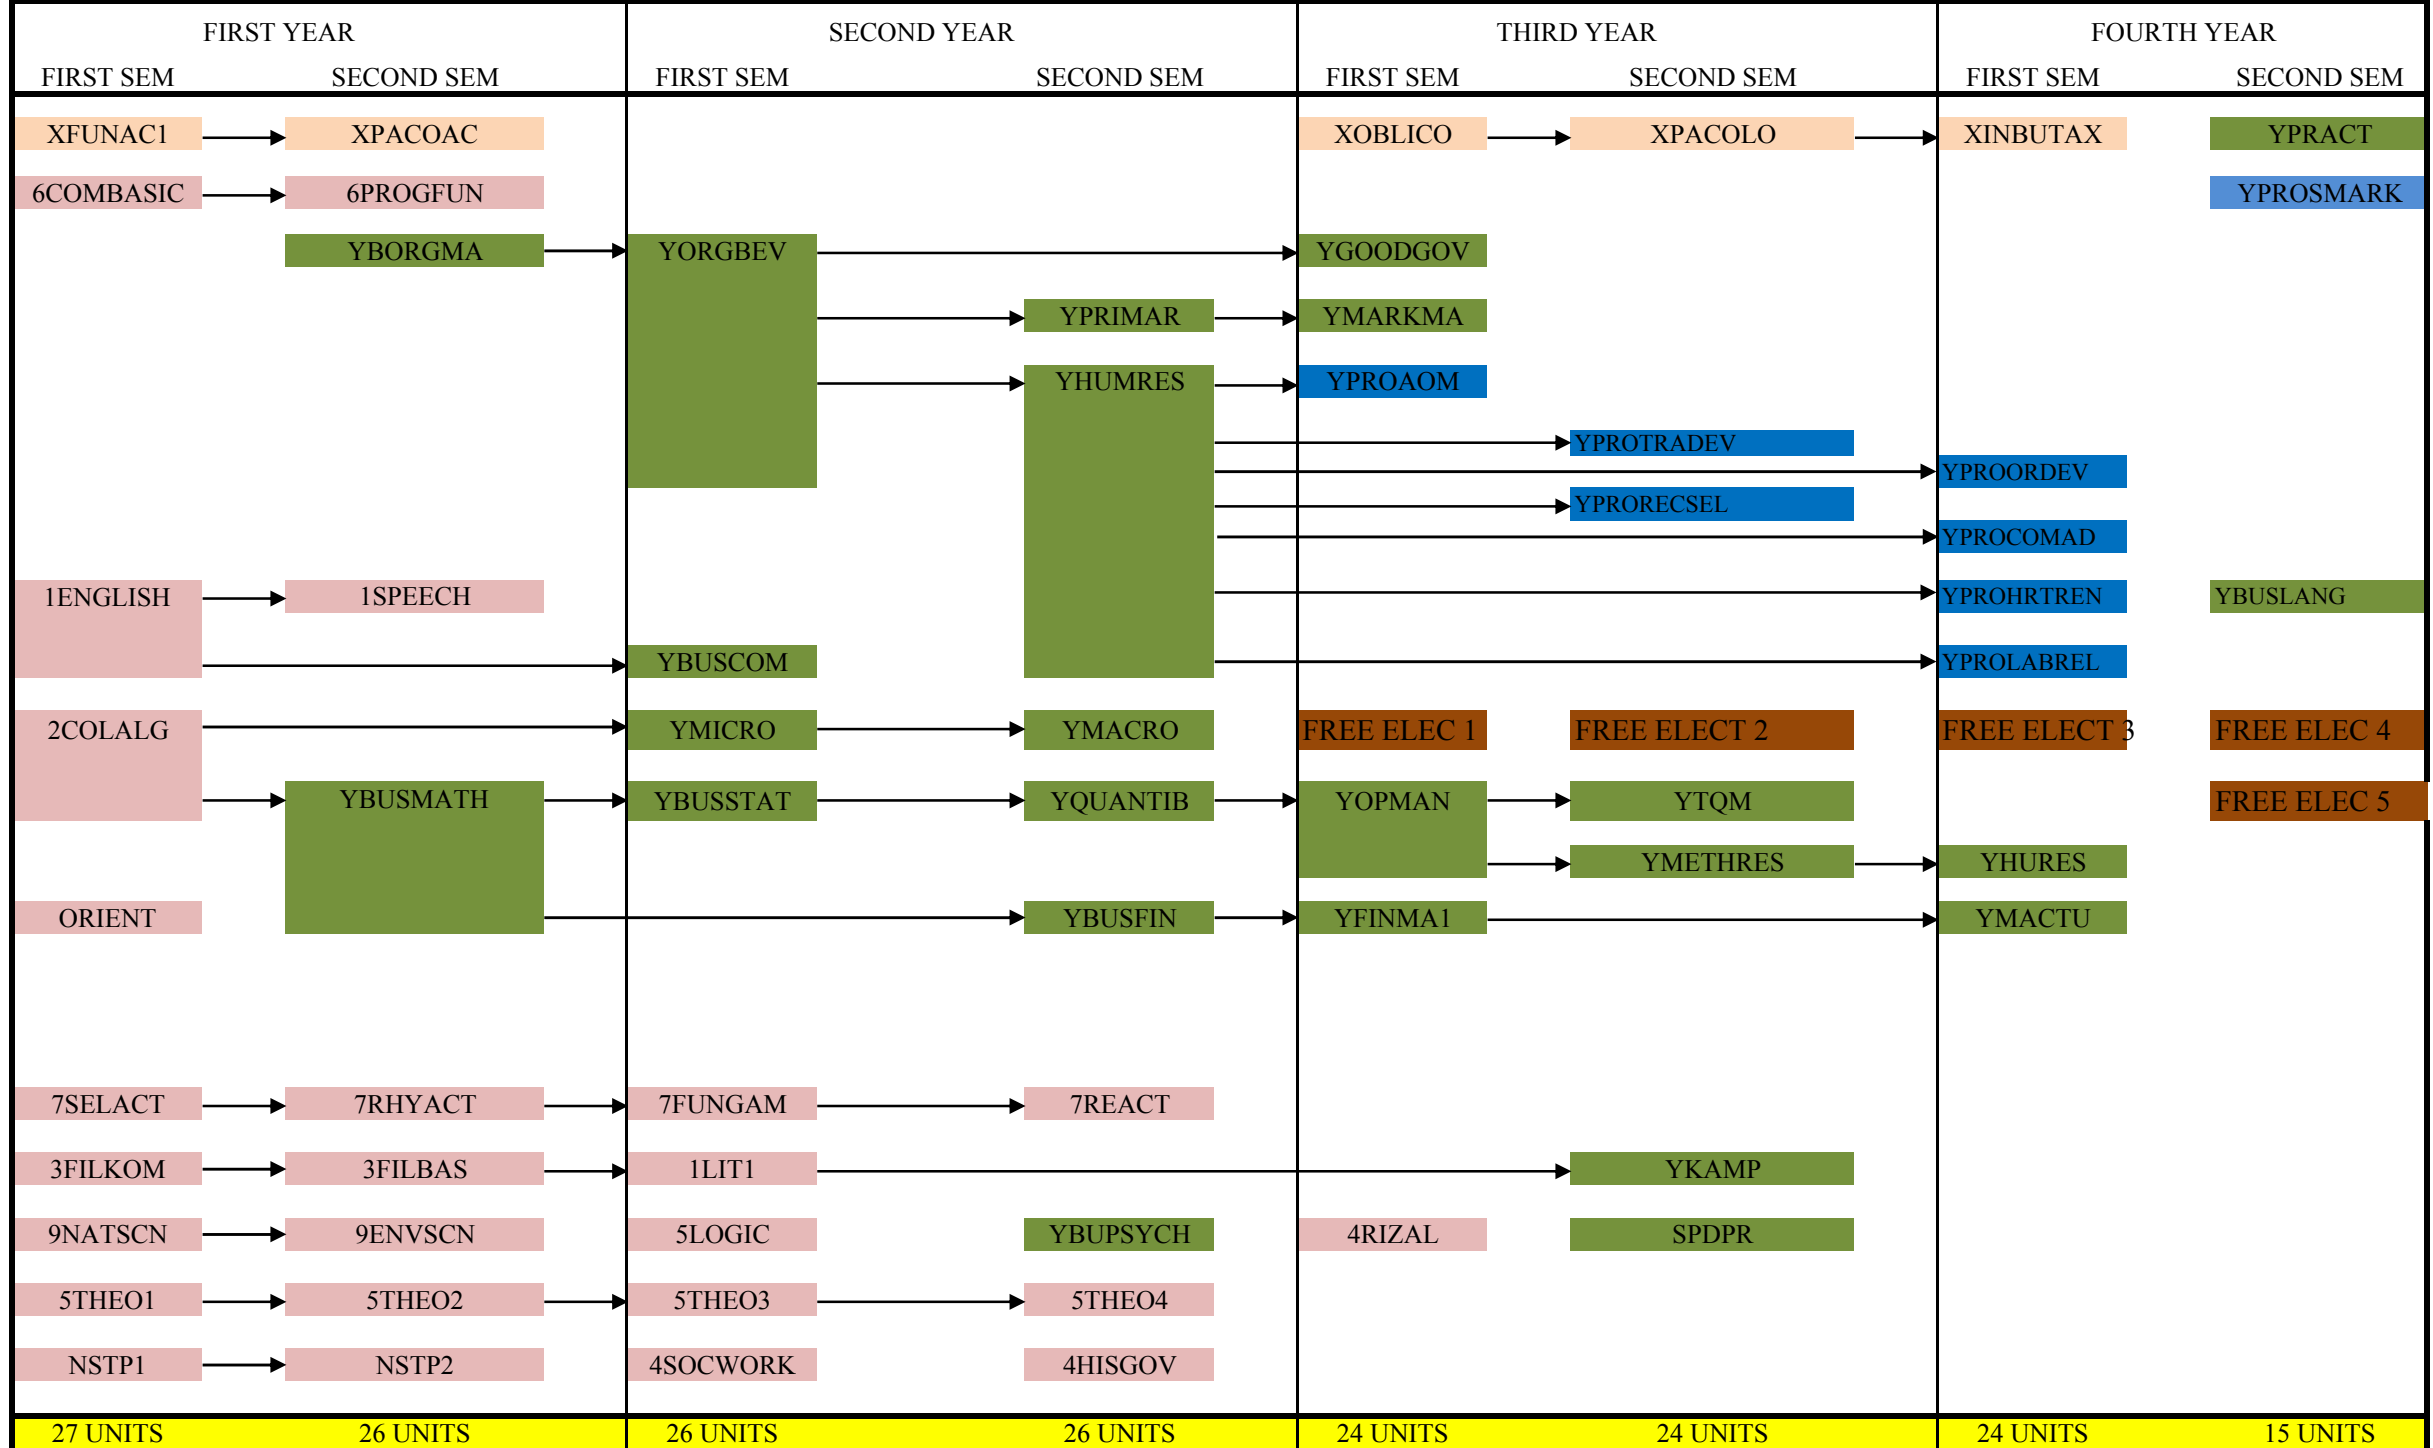 FIRST YEAR SECOND YEAR THIRD YEAR FOURTH YEAR
FIRST SEM SECOND SEM FIRST SEM SECOND SEM FIRST SEM SECOND SEM FIRST SEM SECOND SEM
XFUNAC1 XPACOAC XOBLICO XPACOLO XINBUTAX YPRACT
6COMBASIC 6PROGFUN YPROSMARK
YBORGMA YORGBEV YGOODGOV
YPRIMAR YMARKMA
YHUMRES YPROAOM
YPROTRADEV
YPROORDEV
YPRORECSEL
YPROCOMAD
1ENGLISH 1SPEECH YPROHRTREN YBUSLANG
YBUSCOM YPROLABREL
2COLALG YMICRO YMACRO FREE ELEC 1 FREE ELECT 2 FREE ELECT 3 FREE ELEC 4
YBUSMATH YBUSSTAT YQUANTIB YOPMAN YTQM FREE ELEC 5
YMETHRES YHURES
ORIENT YBUSFIN YFINMA1 YMACTU
7SELACT 7RHYACT 7FUNGAM 7REACT
3FILKOM 3FILBAS 1LIT1 YKAMP
9NATSCN 9ENVSCN 5LOGIC YBUPSYCH 4RIZAL SPDPR
5THEO1 5THEO2 5THEO3 5THEO4
NSTP1 NSTP2 4SOCWORK 4HISGOV
27 UNITS 26 UNITS 26 UNITS 26 UNITS 24 UNITS 24 UNITS 24 UNITS 15 UNITS